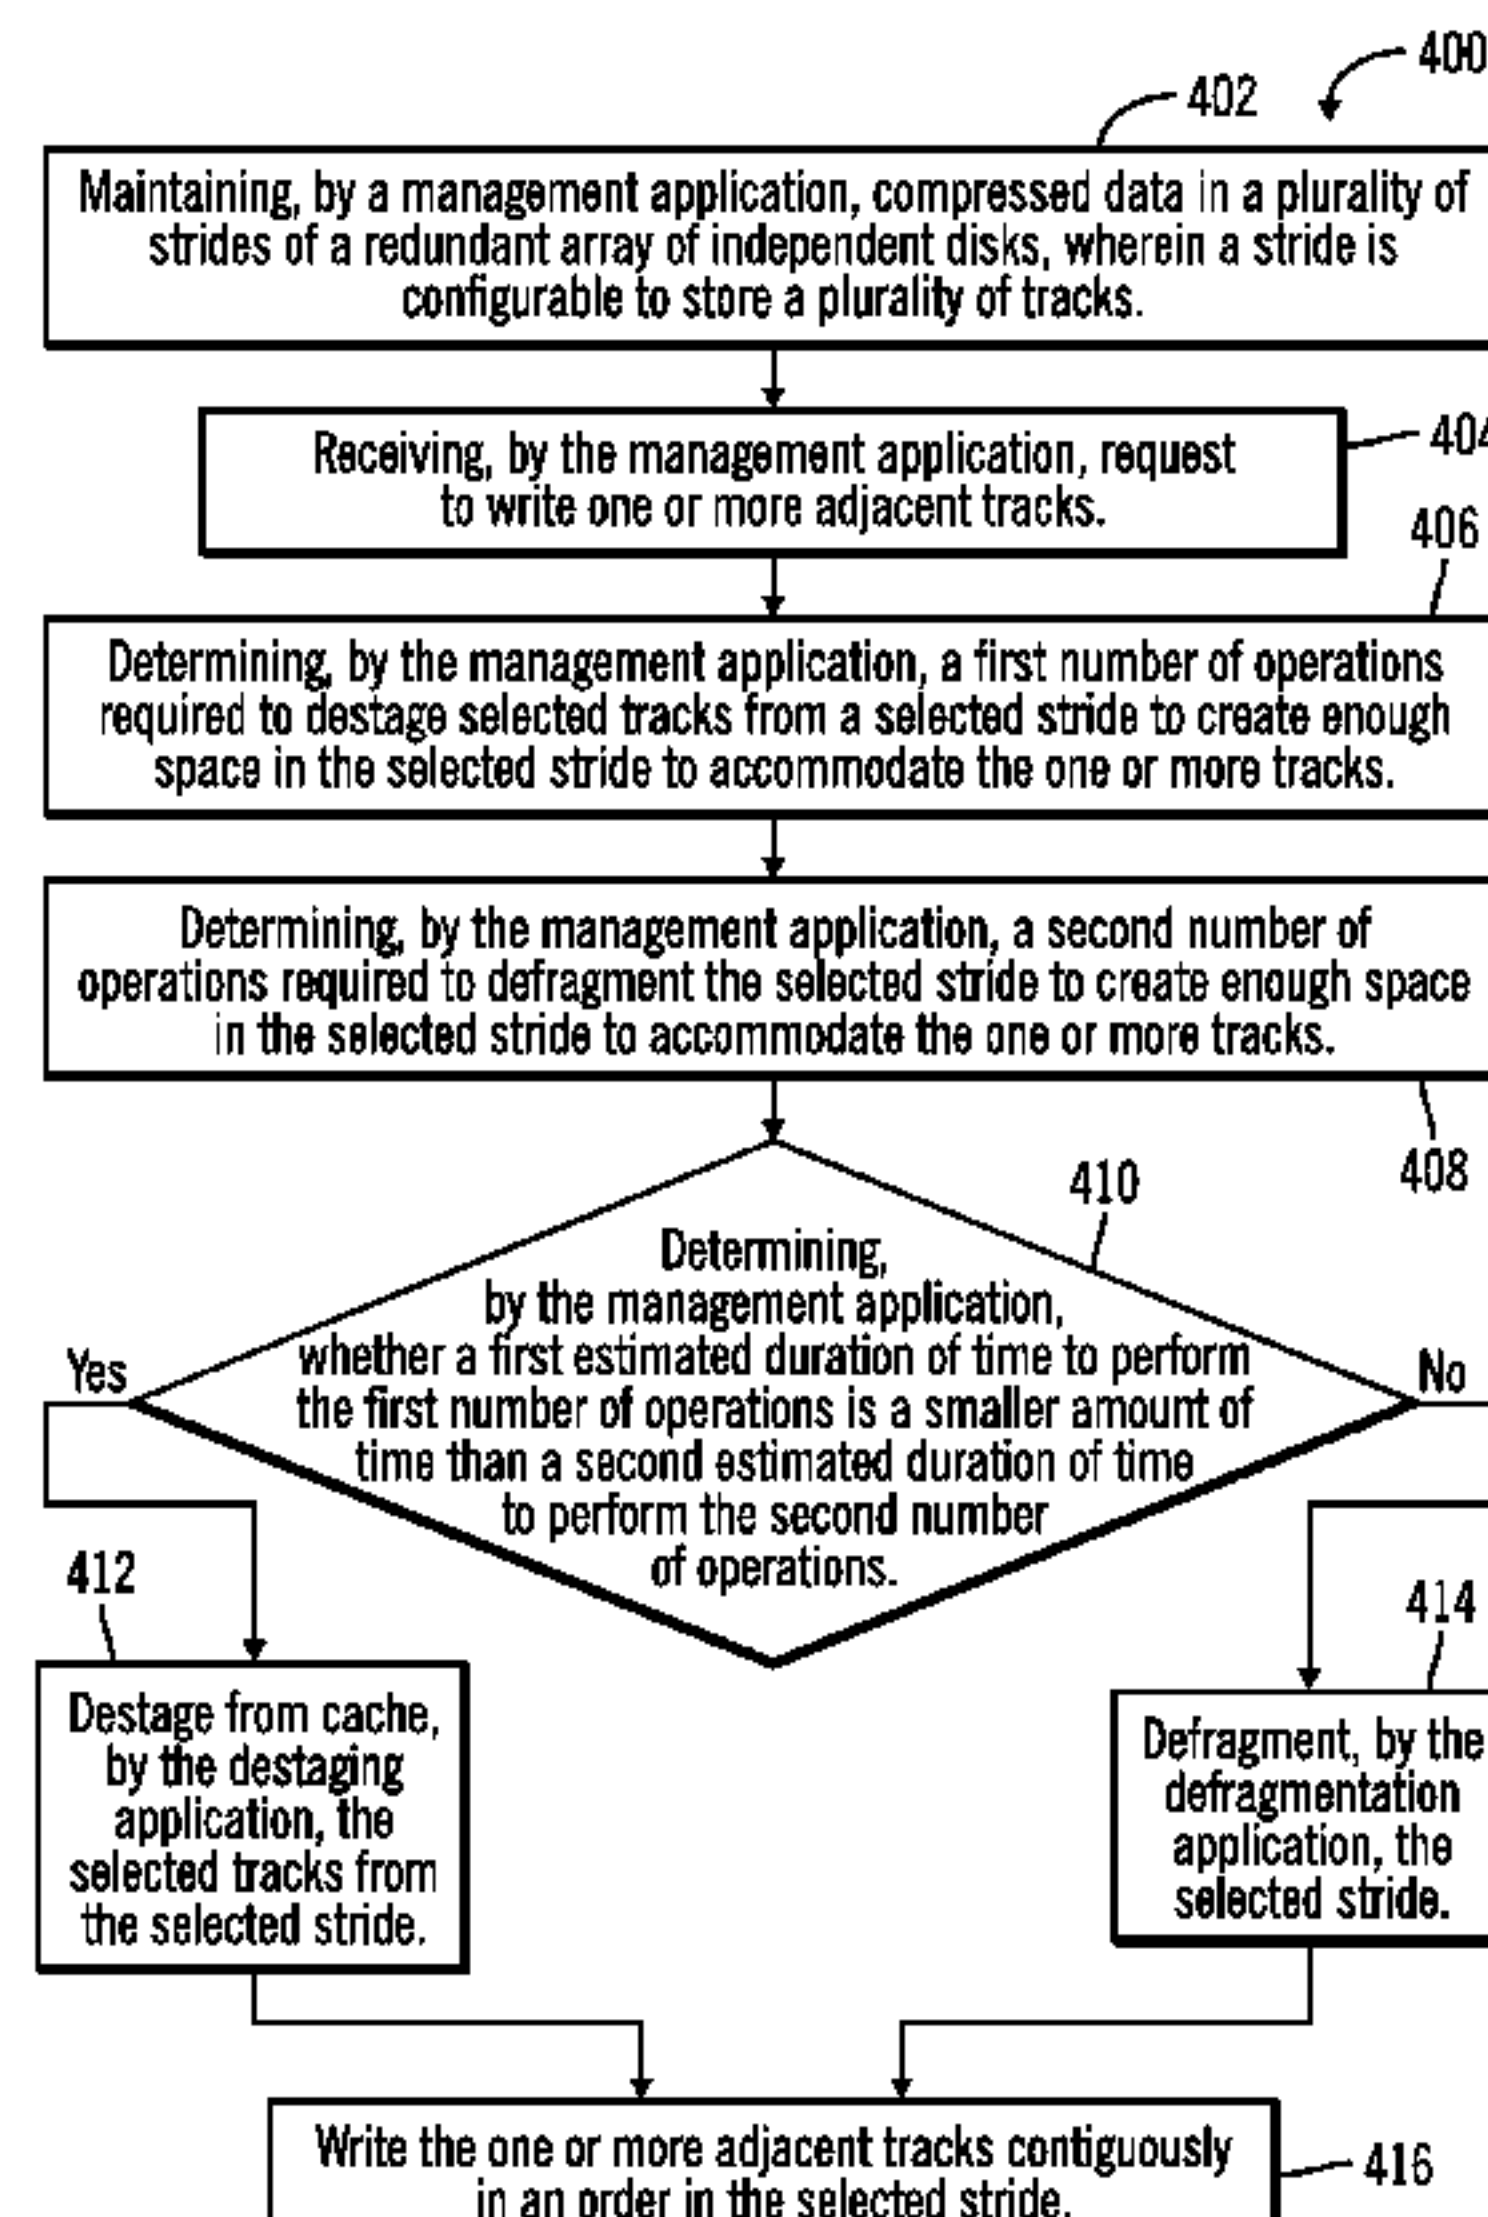 400
402
Maintaining, by a management application, compressed data in a plurality of
strides of a redundant array of independent disks, wherein a stride is
configurable to store a plurality of tracks.
404
Receiving, by the management application, request
to write one or more adjacent tracks.
406
Determining, by the management application, a first number of operations
required to destage selected tracks from a selected stride to create enough
space in the selected stride to accommodate the one or more tracks.
Determining, by the management application, a second number of
operations required to defragment the selected stride to create enough space
in the selected stride to accommodate the one or more tracks.
408
410
Determining,
by the management application,
whether a first estimated duration of time to perform
the first number of operations is a smaller amount of
time than a second estimated duration of time
to perform the second number
of operations.
Yes
No
412
Destage from cache,
by the destaging
application, the
selected tracks from
the selected stride.
414
Defragment, by the
defragmentation
application, the
selected stride.
Write the one or more adjacent tracks contiguously
in an order in the selected stride.
416